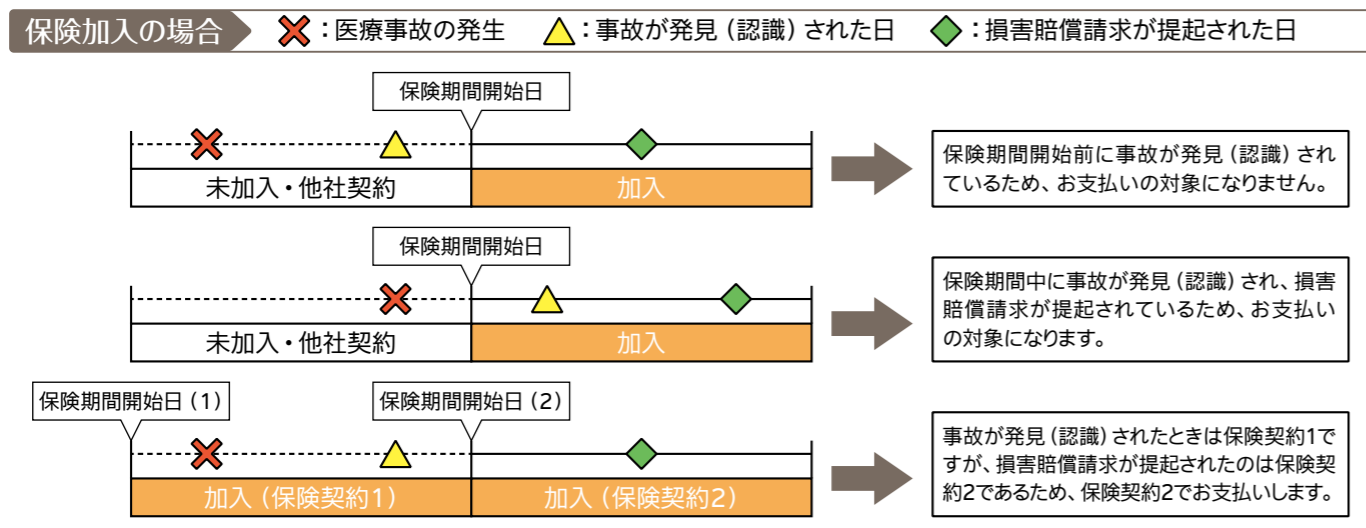 保険加入の場合 :医療事故の発生 :事故が発見(認識)された日 :損害賠償請求が提起された日
保険期間開始日
未加入・他社契約 加入
保険期間開始前に事故が発見(認識)され
ているため、お支払いの対象になりません。
保険期間開始日
未加入・他社契約 加入
保険期間中に事故が発見(認識)され、損害
賠償請求が提起されているため、お支払い
の対象になります。
保険期間開始日(1) 保険期間開始日(2)
加入(保険契約1) 加入(保険契約2)
事故が発見(認識)されたときは保険契約1で
すが、損害賠償請求が提起されたのは保険契
約2であるため、保険契約2でお支払いします。